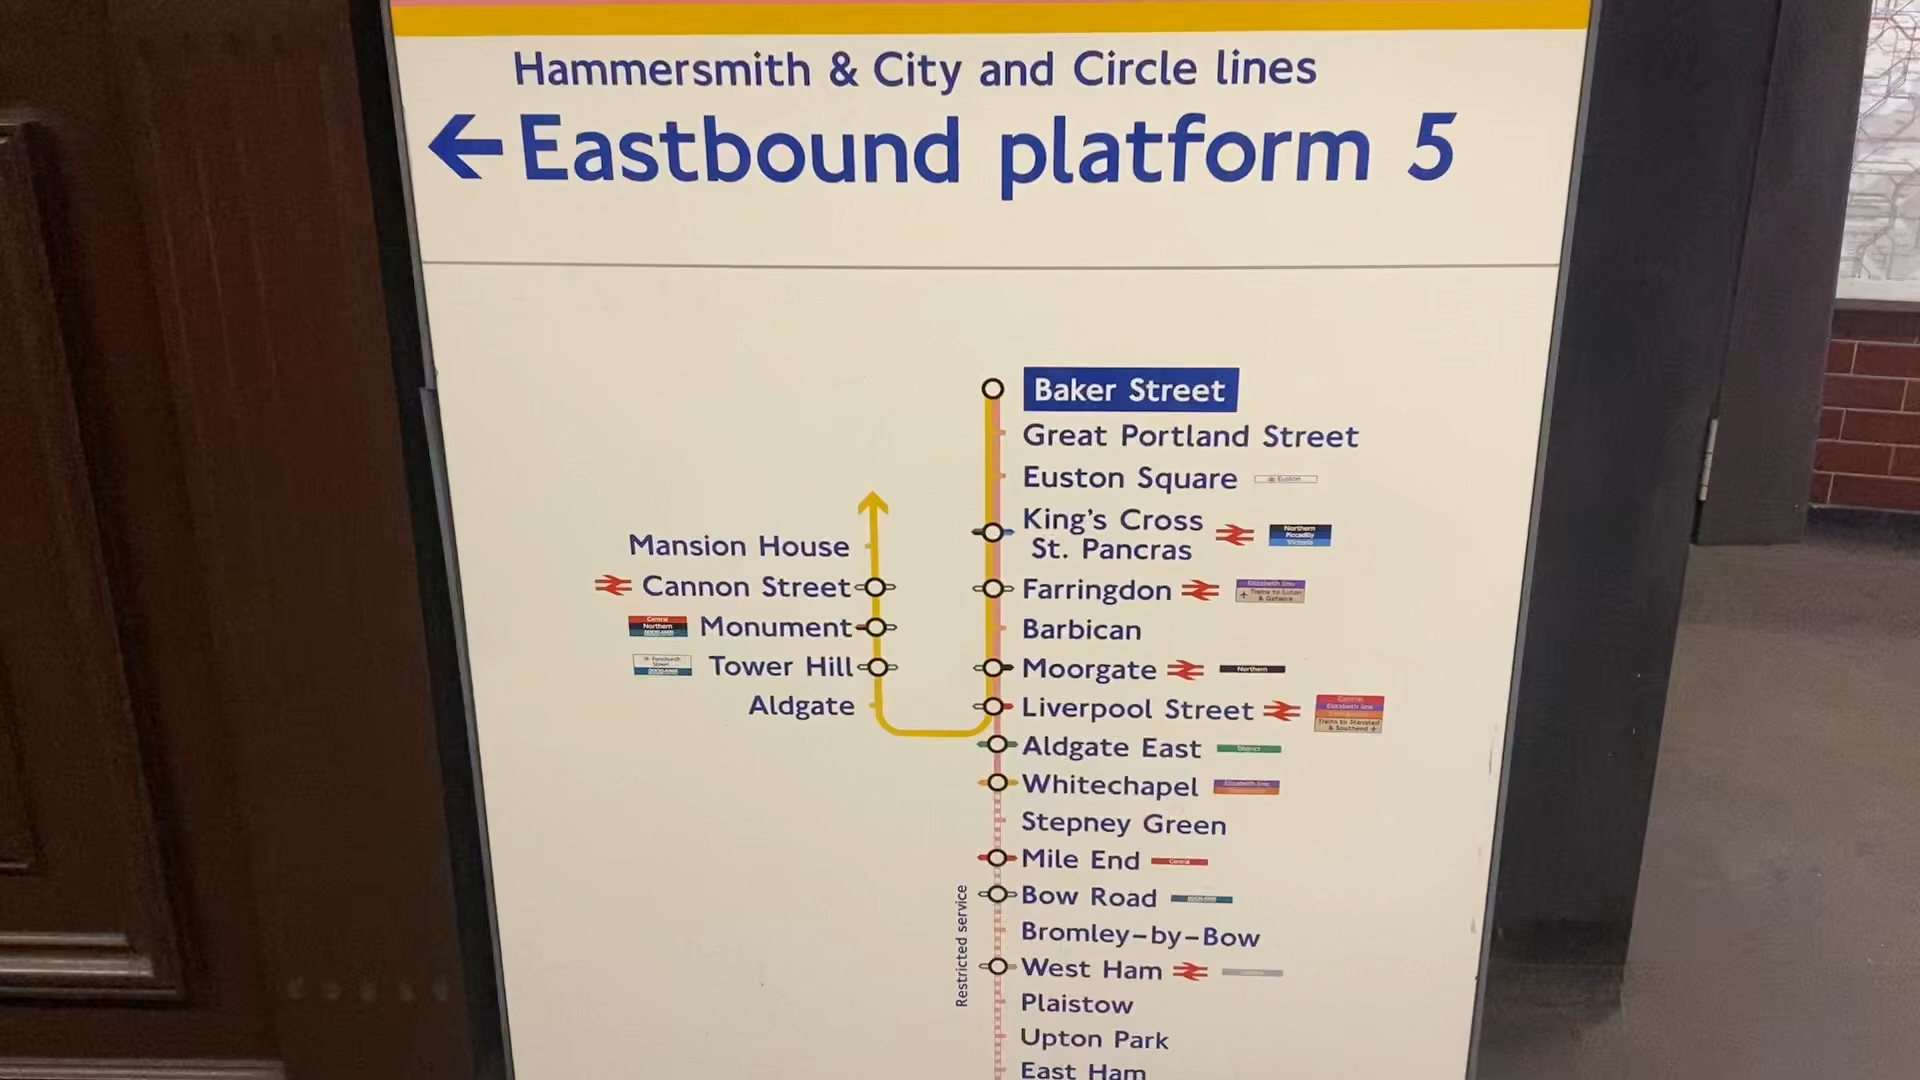 Hammersmith & City and Circle lines
← Eastbound platform 5
Baker Street
Great Portland Street
Euston Square
Euston
King's Cross
St. Pancras
Northern
Piccadilly
Victoria
Farringdon
Elizabeth line
Trains to Luton
& Gatwick
Barbican
Moorgate
Northern
Liverpool Street
Central
Elizabeth line
Trains to Stansted
& Southend
Aldgate East
District
Whitechapel
Elizabeth line
Stepney Green
Mile End
Central
Bow Road
Bromley-by-Bow
West Ham
Plaistow
Upton Park
East Ham
Restricted service
Mansion House
Cannon Street
Monument
Central
Northern
Tower Hill
Fenchurch
Street
Aldgate